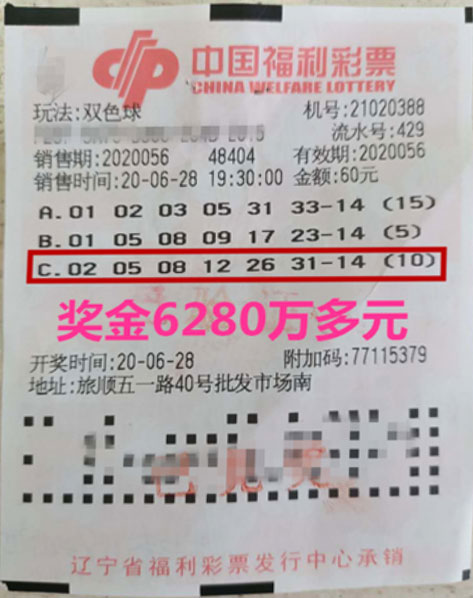 中国福利彩票
CHINA WELFARE LOTTERY
玩法:双色球 机号:21020388
流水号:429
销售期:2020056 48404 有效期:2020056
销售时间:20-06-28 19:30:00 金额:60元
A.01 02 03 05 31 33-14 (15)
B.01 05 08 09 17 23-14 (5)
C.02 05 08 12 26 31-14 (10)
奖金6280万多元
开奖时间:20-06-28 附加码:77115379
地址:旅顺五一路40号批发市场南
已兑奖
辽宁省福利彩票发行中心承销